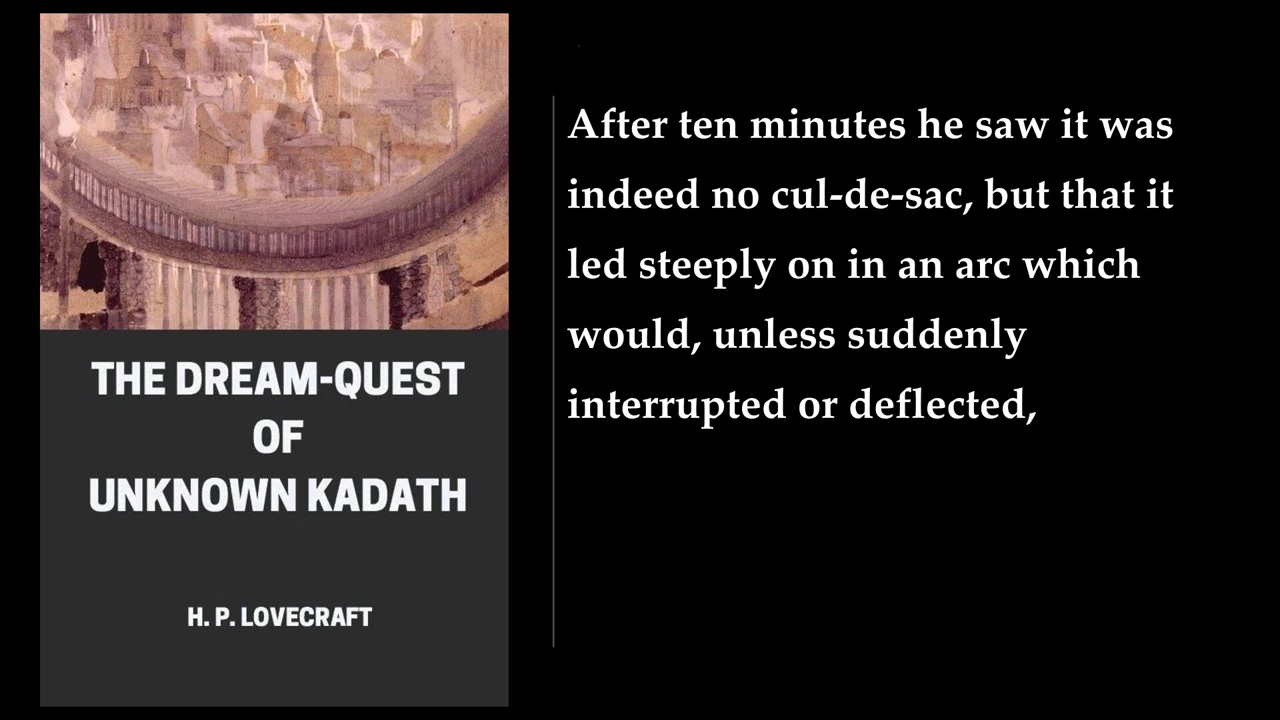 THE DREAM-QUEST
OF
UNKNOWN KADATH
H. P. LOVECRAFT
After ten minutes he saw it was
indeed no cul-de-sac, but that it
led steeply on in an arc which
would, unless suddenly
interrupted or deflected,